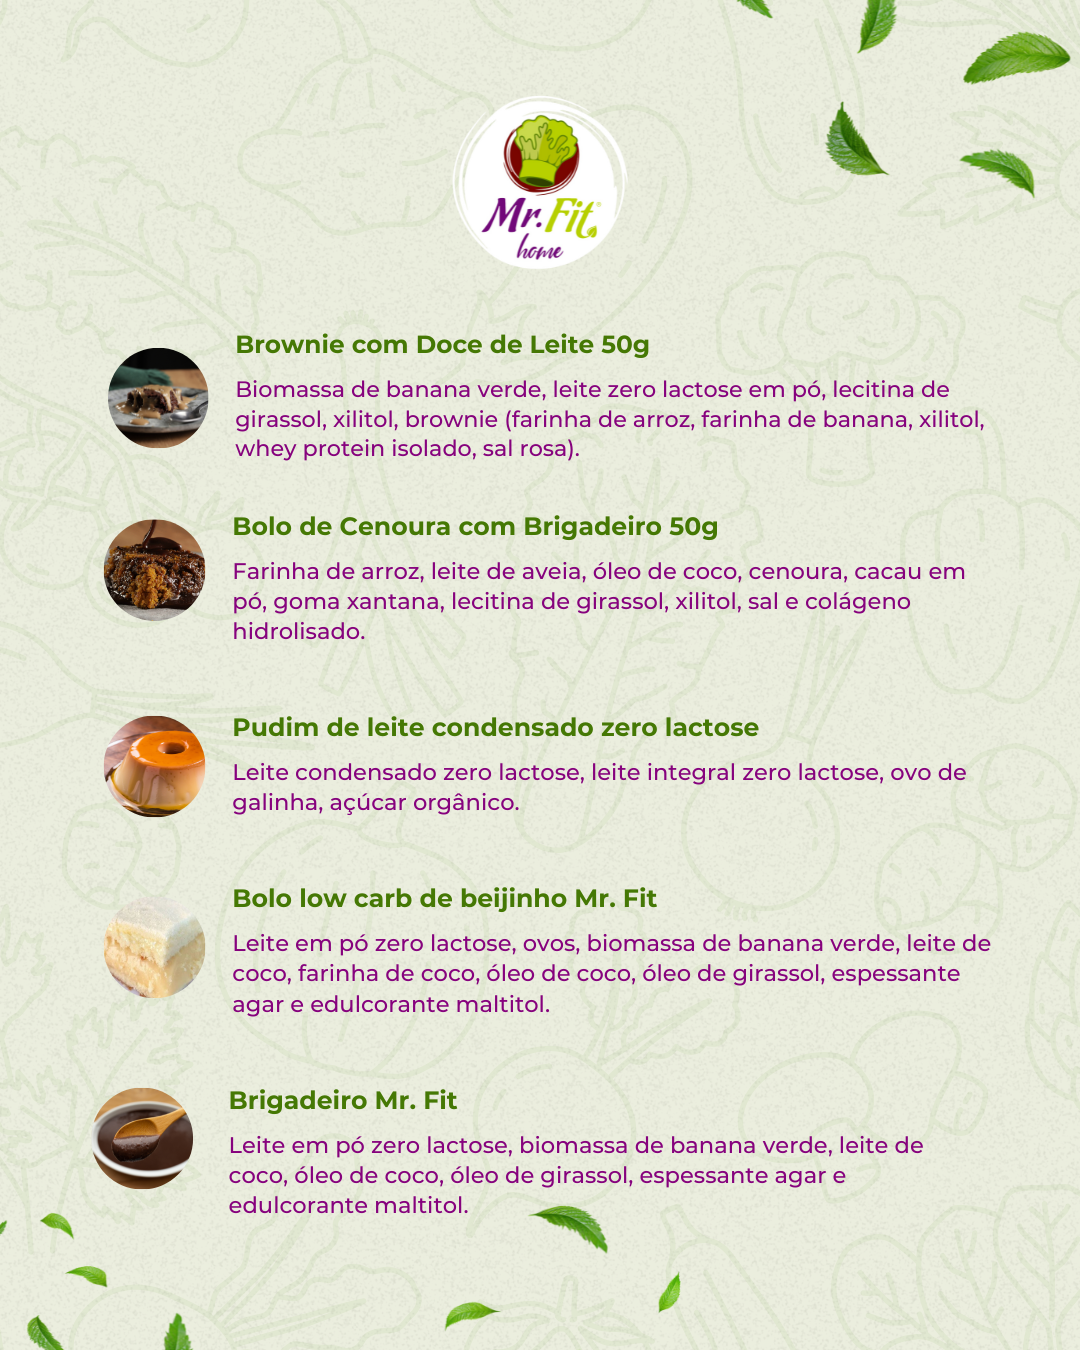 Mr. Fit
home
Brownie com Doce de Leite 50g
Biomassa de banana verde, leite zero lactose em pó, lecitina de
girassol, xilitol, brownie (farinha de arroz, farinha de banana, xilitol,
whey protein isolado, sal rosa).
Bolo de Cenoura com Brigadeiro 50g
Farinha de arroz, leite de aveia, óleo de coco, cenoura, cacau em
pó, goma xantana, lecitina de girassol, xilitol, sal e colágeno
hidrolisado.
Pudim de leite condensado zero lactose
Leite condensado zero lactose, leite integral zero lactose, ovo de
galinha, açúcar orgânico.
Bolo low carb de beijinho Mr. Fit
Leite em pó zero lactose, ovos, biomassa de banana verde, leite de
coco, farinha de coco, óleo de coco, óleo de girassol, espessante
agar e edulcorante maltitol.
Brigadeiro Mr. Fit
Leite em pó zero lactose, biomassa de banana verde, leite de
coco, óleo de coco, óleo de girassol, espessante agar e
edulcorante maltitol.